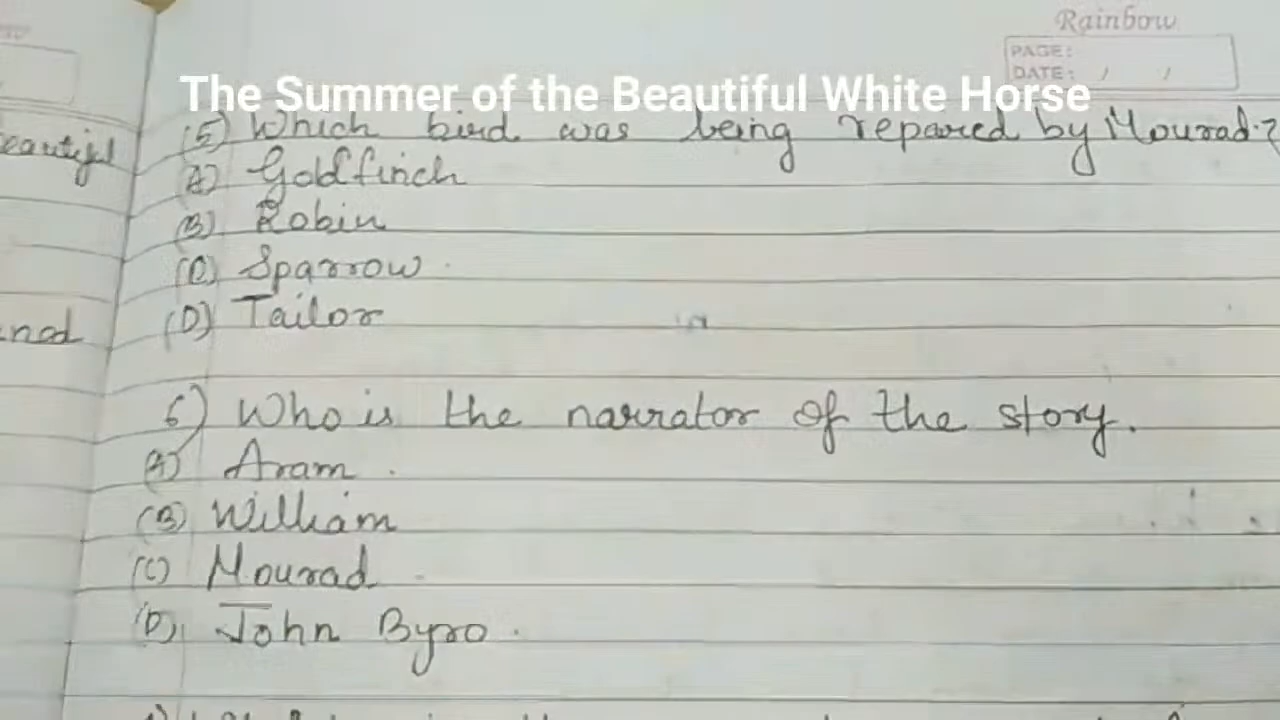 Rainbow
PAGE:
DATE: / /
The Summer of the Beautiful White Horse
(5) Which bird was being repaired by Mourad.?
(A) Goldfinch
(B) Robin
(C) Sparrow.
(D) Tailor
6) Who is the narrator of the story.
(A) Aram.
(B) William
(C) Mourad
(D) John Byro.